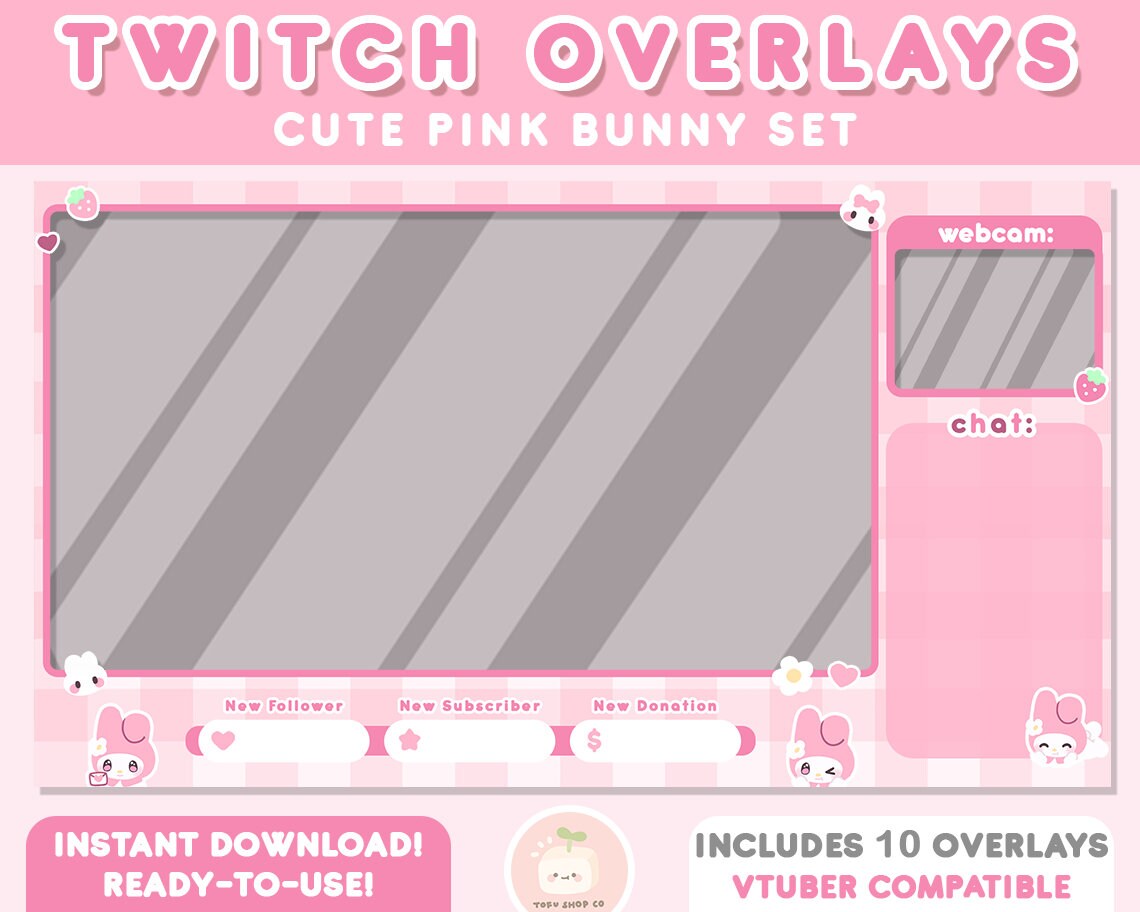 TWITCH OVERLAYS
CUTE PINK BUNNY SET
webcam:
chat:
New Follower
New Subscriber
New Donation
$
INSTANT DOWNLOAD!
READY-TO-USE!
TOFU SHOP CO
INCLUDES 10 OVERLAYS
VTUBER COMPATIBLE